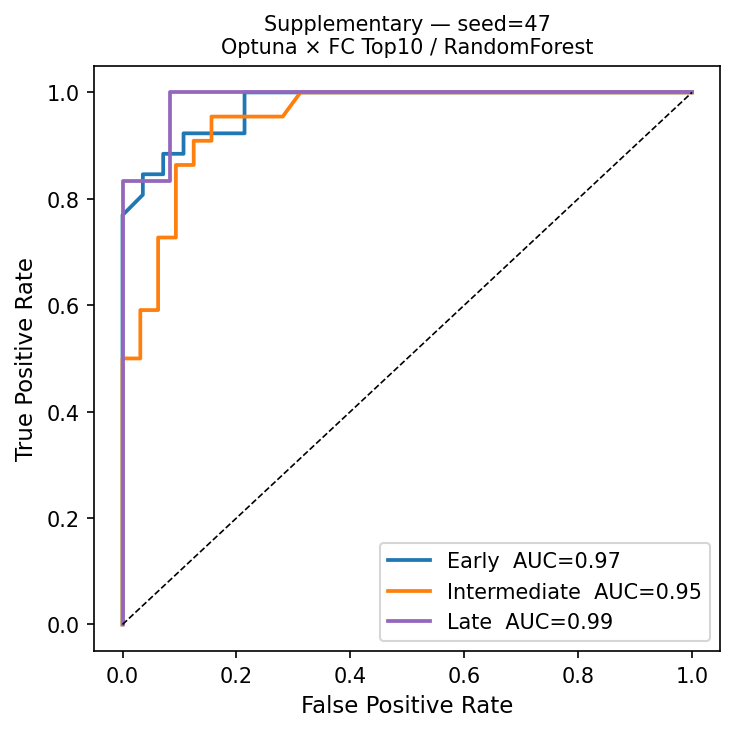 Supplementary — seed=47
Optuna × FC Top10 / RandomForest
True Positive Rate
1.0
0.8
0.6
0.4
0.2
0.0
Early AUC=0.97
Intermediate AUC=0.95
Late AUC=0.99
0.0 0.2 0.4 0.6 0.8 1.0
False Positive Rate